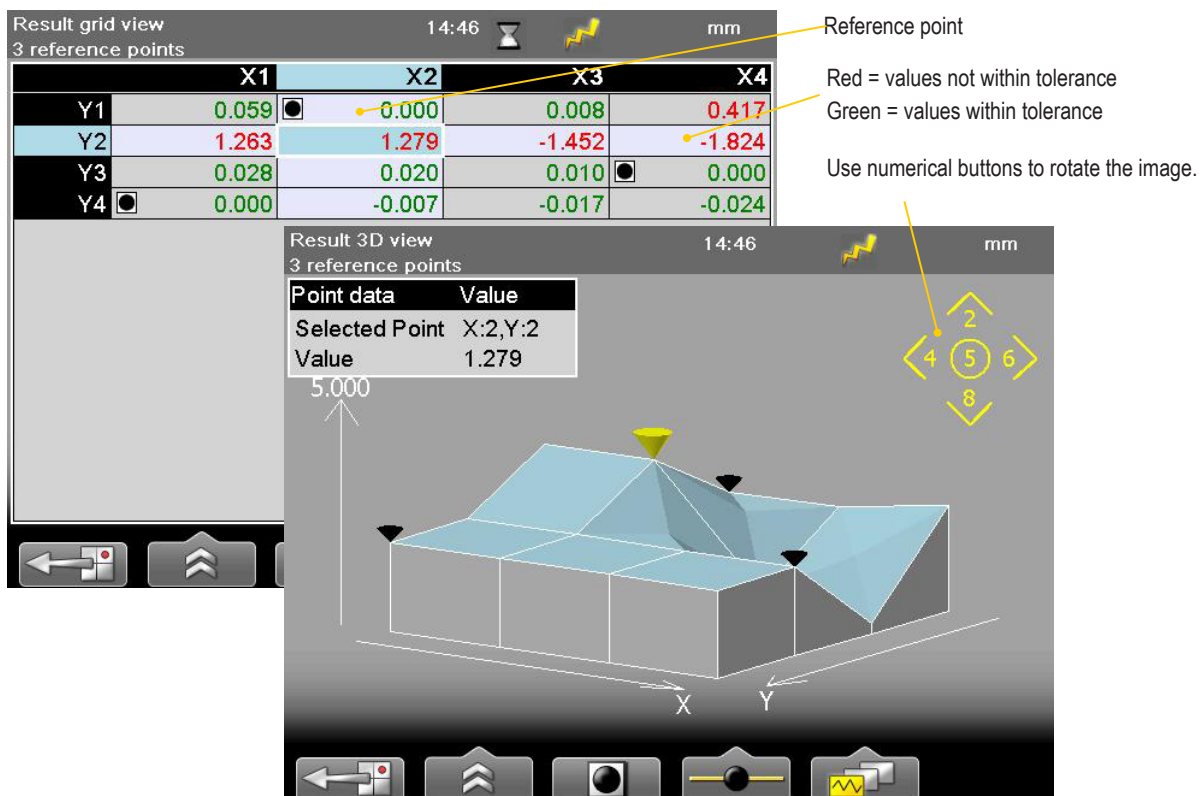 Result grid view 14:46 mm
3 reference points
X1 X2 X3 X4
Y1 0.059 0.000 0.008 0.417
Y2 1.263 1.279 -1.452 -1.824
Y3 0.028 0.020 0.010 0.000
Y4 0.000 -0.007 -0.017 -0.024
Reference point
Red = values not within tolerance
Green = values within tolerance
Use numerical buttons to rotate the image.
Result 3D view 14:46 mm
3 reference points
Point data Value
Selected Point X:2,Y:2
Value 1.279
5.000
2
4 5 6
8
X Y